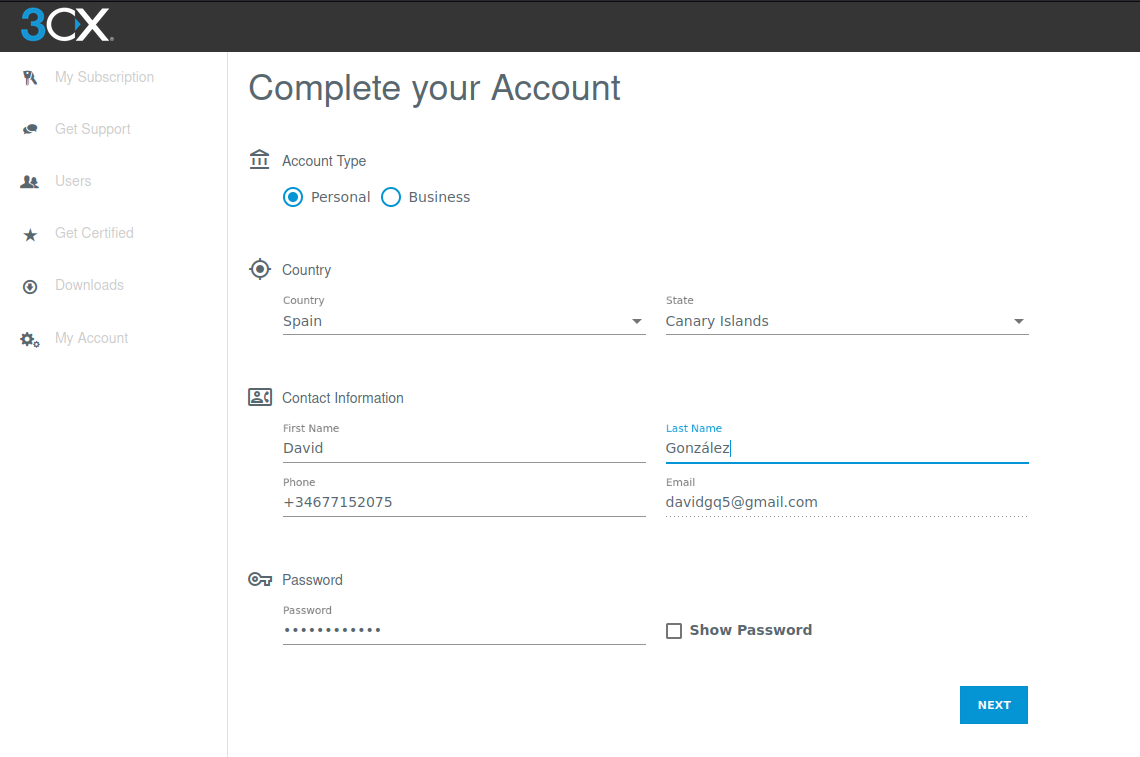 3CX
My Subscription
Get Support
Users
Get Certified
Downloads
My Account
Complete your Account
Account Type
Personal Business
Country
Country State
Spain Canary Islands
Contact Information
First Name Last Name
David González
Phone Email
+34677152075 davidgq5@gmail.com
Password
Password
•••••••••••• Show Password
NEXT